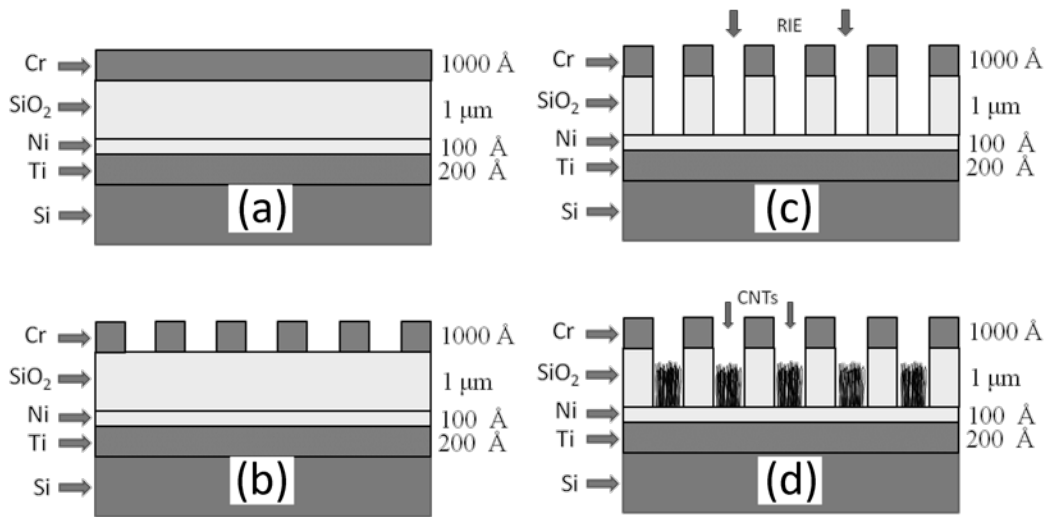 Cr 1000 Å
SiO₂ 1 μm
Ni 100 Å
Ti 200 Å
Si
(a)
Cr 1000 Å
SiO₂ 1 μm
Ni 100 Å
Ti 200 Å
Si
(b)
RIE
Cr 1000 Å
SiO₂ 1 μm
Ni 100 Å
Ti 200 Å
Si
(c)
CNTs
Cr 1000 Å
SiO₂ 1 μm
Ni 100 Å
Ti 200 Å
Si
(d)